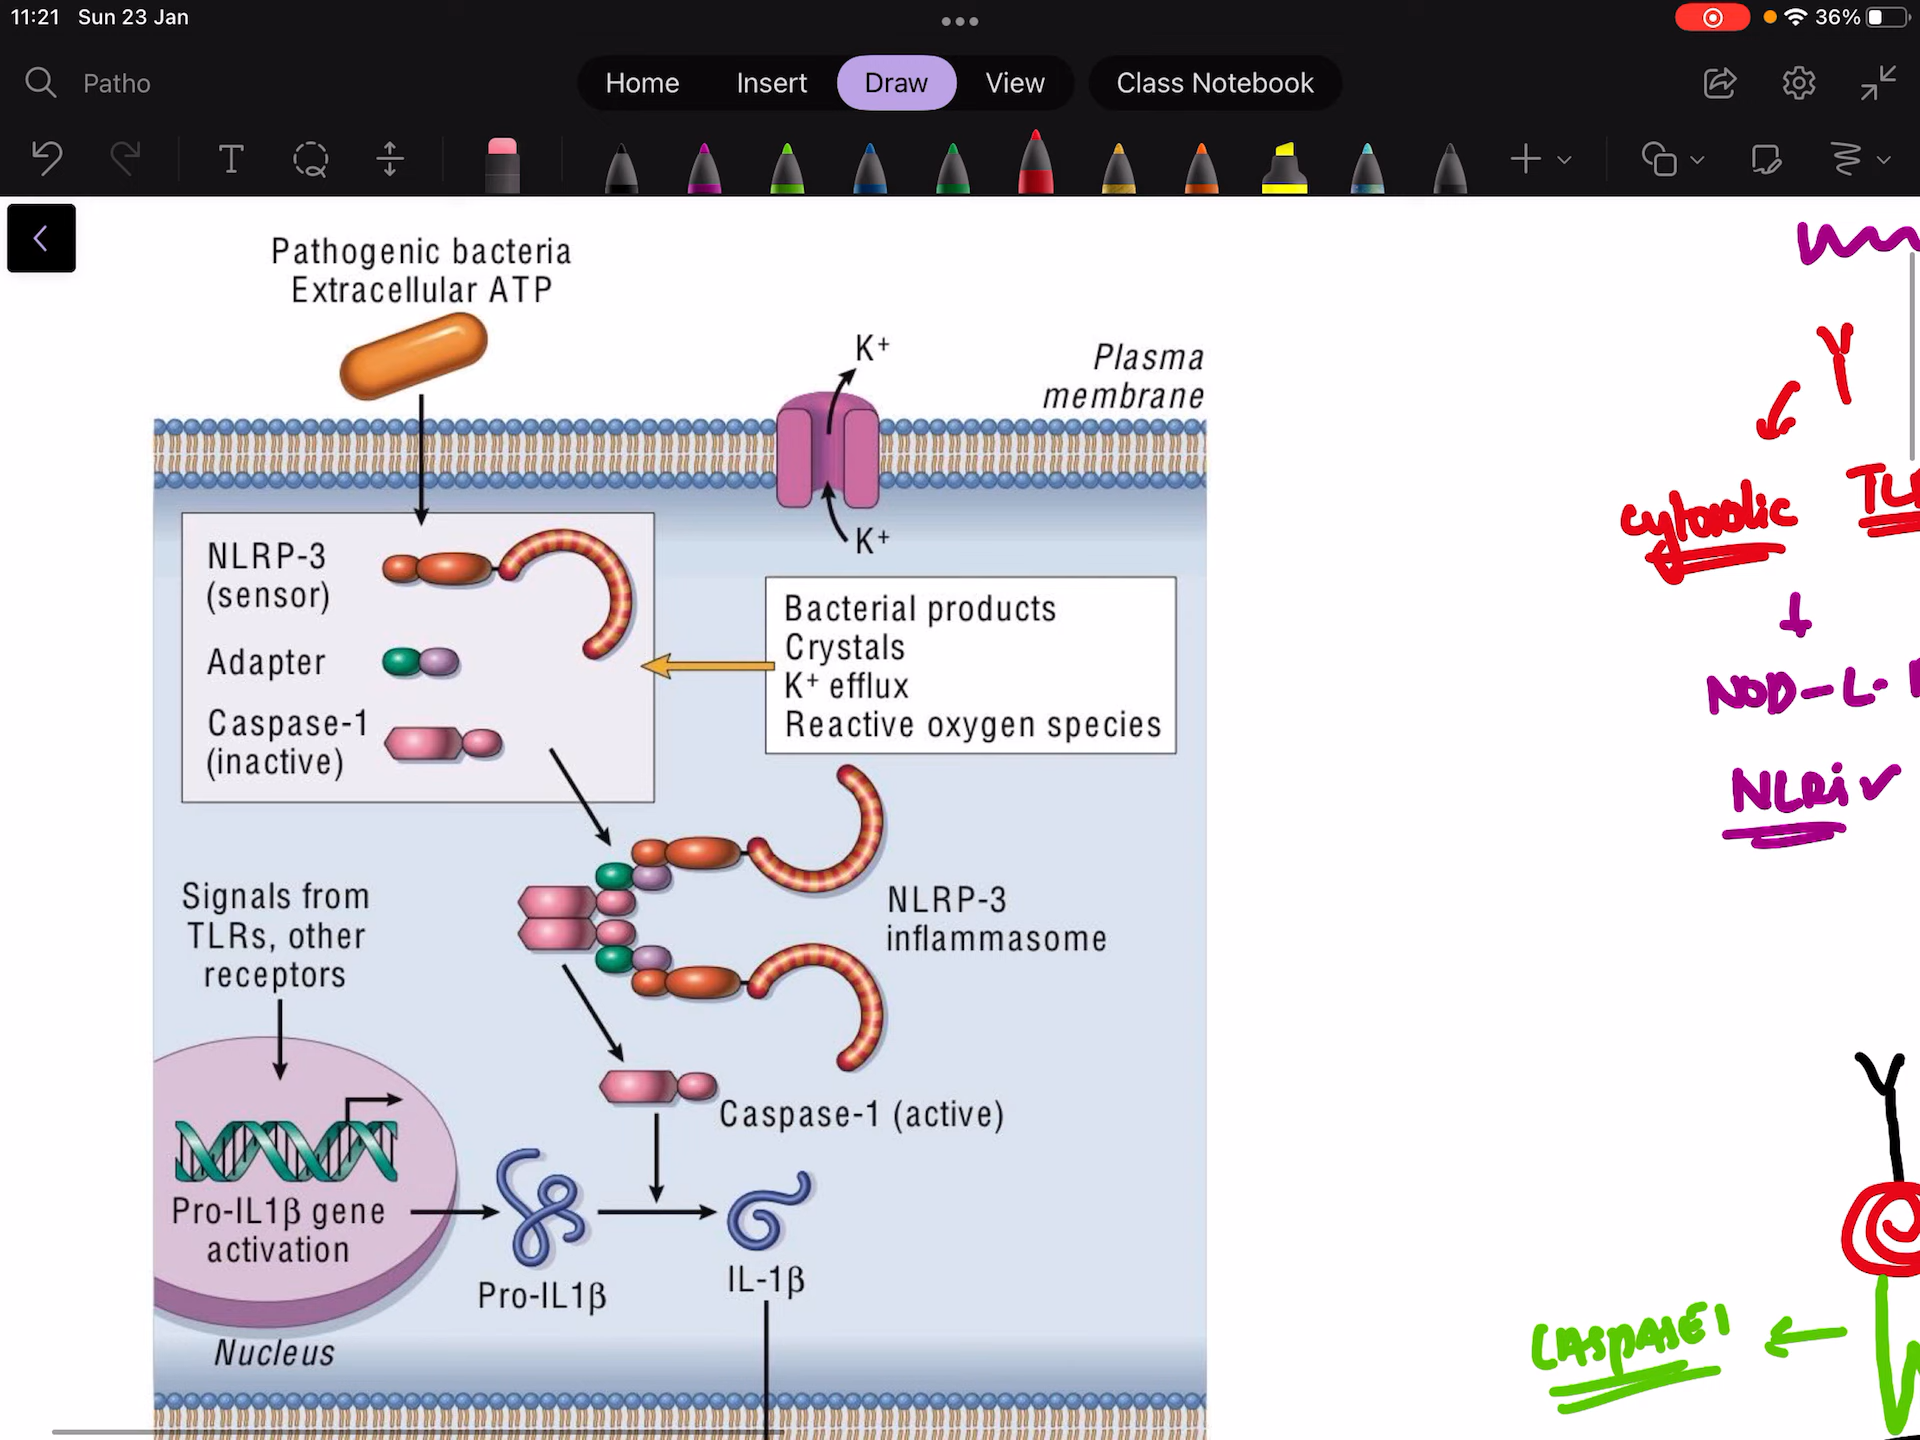 11:21 Sun 23 Jan
36%
Patho
Home Insert Draw View Class Notebook
Pathogenic bacteria
Extracellular ATP
K+
Plasma
membrane
K+
NLRP-3
(sensor)
Adapter
Caspase-1
(inactive)
Bacterial products
Crystals
K+ efflux
Reactive oxygen species
NLRP-3
inflammasome
Signals from
TLRs, other
receptors
Caspase-1 (active)
Pro-IL1β gene
activation
Pro-IL1β
IL-1β
Nucleus
cytosolic
NOD-L-
CASPASE1